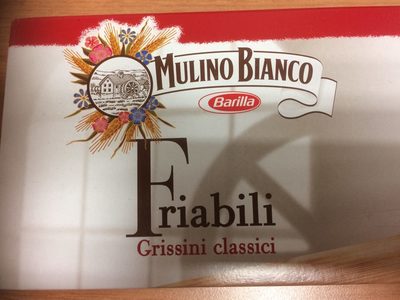 MULINO BIANCO
Barilla
Friabili
Grissini classici